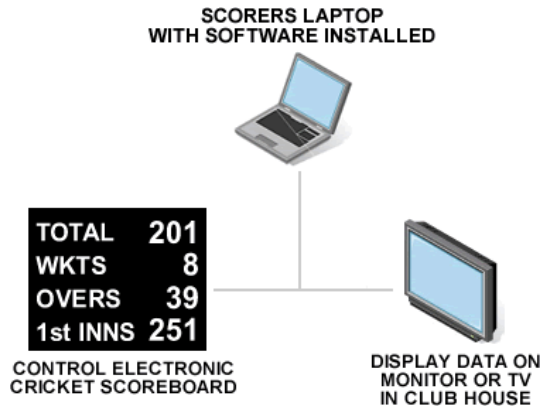 SCORERS LAPTOP
WITH SOFTWARE INSTALLED
TOTAL 201
WKTS 8
OVERS 39
1st INNS 251
CONTROL ELECTRONIC
CRICKET SCOREBOARD
DISPLAY DATA ON
MONITOR OR TV
IN CLUB HOUSE